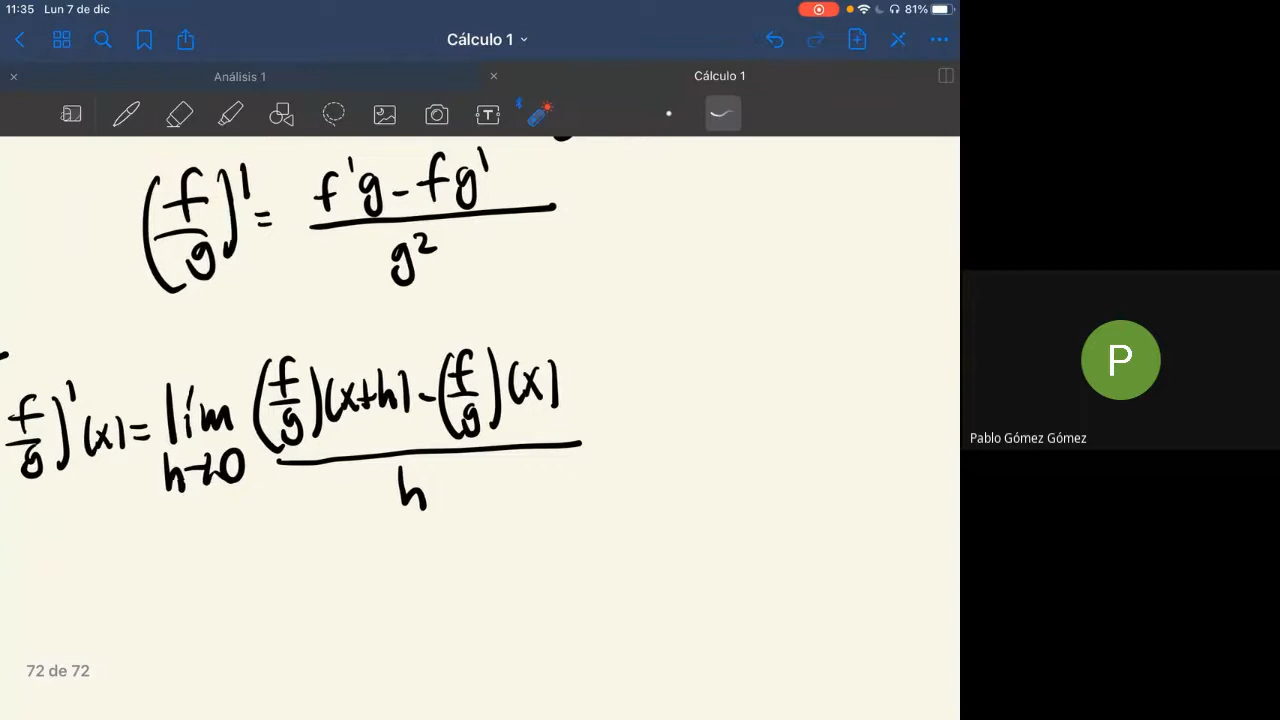 11:35 Lun 7 de dic 81%
Cálculo 1
Análisis 1 Cálculo 1
T
(f/g)' = (f'g - fg')/g²
(f/g)'(x) = lím h→0 ((f/g)(x+h) - (f/g)(x))/h
72 de 72
P
Pablo Gómez Gómez